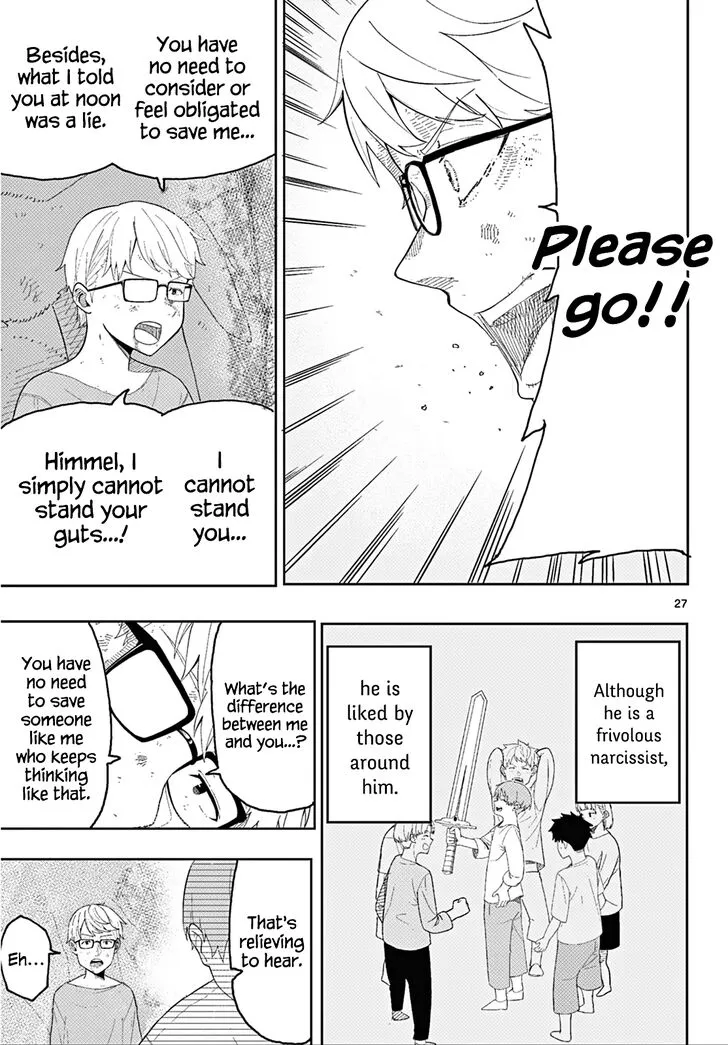 Please
go!!
You have
no need to
consider or
feel obligated
to save me...
Besides,
what I told
you at noon
was a lie.
I
cannot
stand
you...
Himmel, I
simply cannot
stand your
guts...!
27
Although
he is a
frivolous
narcissist,
he is
liked by
those
around
him.
What's the
difference
between me
and you...?
You have
no need
to save
someone
like me
who keeps
thinking
like that.
That's
relieving
to hear.
Eh...